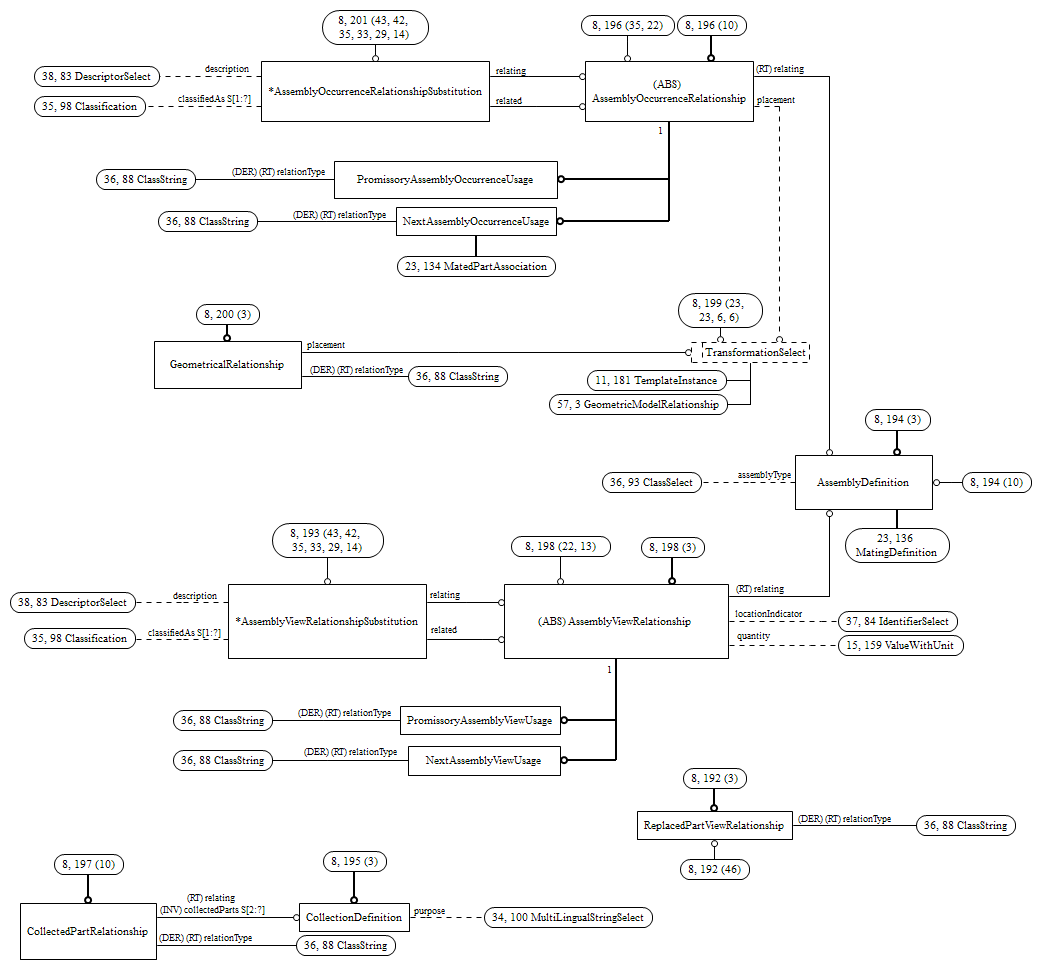 8, 201 (43, 42,
35, 33, 29, 14)
8, 196 (35, 22)
8, 196 (10)
38, 83 DescriptorSelect
description
*AssemblyOccurrenceRelationshipSubstitution
relating
(ABS)
AssemblyOccurrenceRelationship
(RT) relating
35, 98 Classification
classifiedAs S[1:?]
related
placement
1
36, 88 ClassString
(DER) (RT) relationType
PromissoryAssemblyOccurrenceUsage
36, 88 ClassString
(DER) (RT) relationType
NextAssemblyOccurrenceUsage
23, 134 MatedPartAssociation
8, 200 (3)
8, 199 (23,
23, 6, 6)
GeometricalRelationship
placement
TransformationSelect
(DER) (RT) relationType
36, 88 ClassString
11, 181 TemplateInstance
57, 3 GeometricModelRelationship
8, 194 (3)
36, 93 ClassSelect
assemblyType
AssemblyDefinition
8, 194 (10)
23, 136
MatingDefinition
8, 193 (43, 42,
35, 33, 29, 14)
8, 198 (22, 13)
8, 198 (3)
38, 83 DescriptorSelect
description
*AssemblyViewRelationshipSubstitution
relating
(ABS) AssemblyViewRelationship
(RT) relating
35, 98 Classification
classifiedAs S[1:?]
related
locationIndicator
37, 84 IdentifierSelect
quantity
15, 159 ValueWithUnit
1
36, 88 ClassString
(DER) (RT) relationType
PromissoryAssemblyViewUsage
36, 88 ClassString
(DER) (RT) relationType
NextAssemblyViewUsage
8, 192 (3)
ReplacedPartViewRelationship
(DER) (RT) relationType
36, 88 ClassString
8, 192 (46)
8, 197 (10)
8, 195 (3)
CollectedPartRelationship
(RT) relating
(INV) collectedParts S[2:?]
CollectionDefinition
purpose
34, 100 MultiLingualStringSelect
(DER) (RT) relationType
36, 88 ClassString